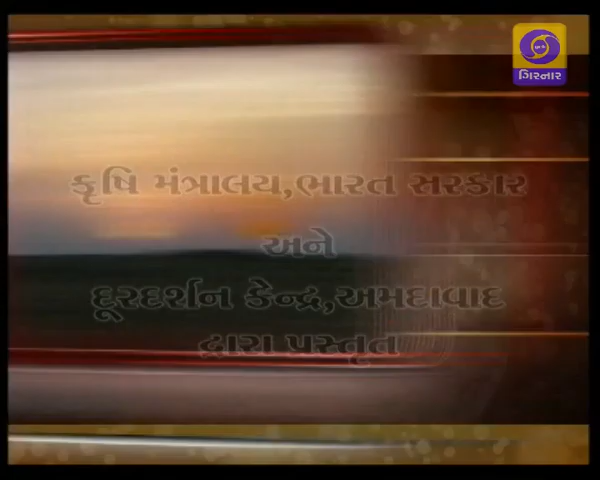 ગિરનાર
કૃષિ મંત્રાલય,ભારત સરકાર
અને
દૂરદર્શન કેન્દ્ર,અમદાવાદ
દ્વારા પ્રસ્તૃત